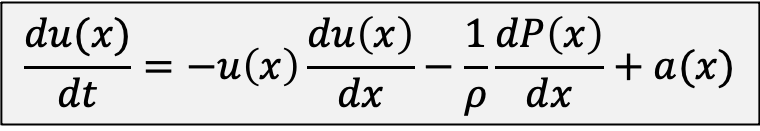 du(x)/dt = -u(x) du(x)/dx - 1/ρ dP(x)/dx + a(x)